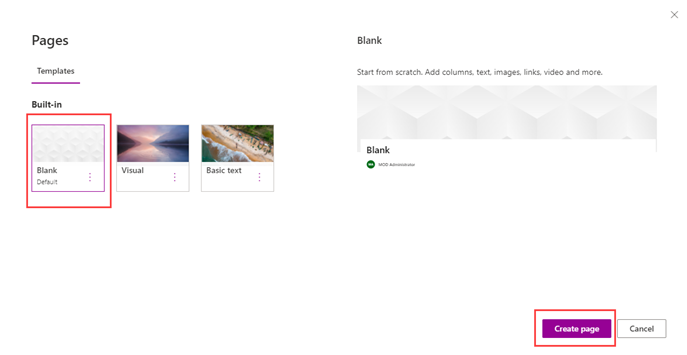 Pages
Templates
Built-in
Blank
Default
Visual
Basic text
Blank
Start from scratch. Add columns, text, images, links, video and more.
Blank
MA MOD Administrator
Create page
Cancel